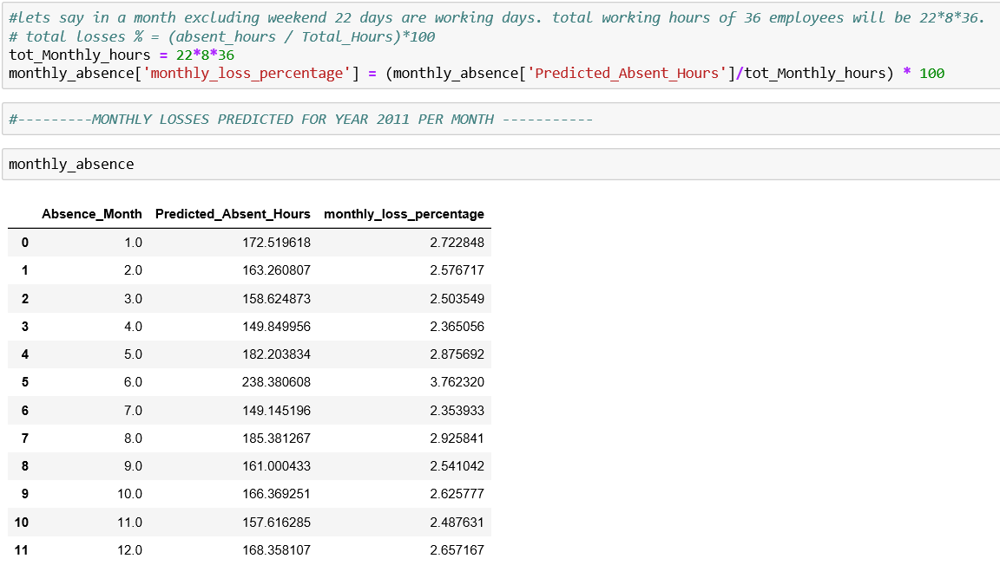 #lets say in a month excluding weekend 22 days are working days. total working hours of 36 employees will be 22*8*36.
# total losses % = (absent_hours / Total_Hours)*100
tot_Monthly_hours = 22*8*36
monthly_absence['monthly_loss_percentage'] = (monthly_absence['Predicted_Absent_Hours']/tot_Monthly_hours) * 100
#---------MONTHLY LOSSES PREDICTED FOR YEAR 2011 PER MONTH -----------
monthly_absence
Absence_Month Predicted_Absent_Hours monthly_loss_percentage
0 1.0 172.519618 2.722848
1 2.0 163.260807 2.576717
2 3.0 158.624873 2.503549
3 4.0 149.849956 2.365056
4 5.0 182.203834 2.875692
5 6.0 238.380608 3.762320
6 7.0 149.145196 2.353933
7 8.0 185.381267 2.925841
8 9.0 161.000433 2.541042
9 10.0 166.369251 2.625777
10 11.0 157.616285 2.487631
11 12.0 168.358107 2.657167